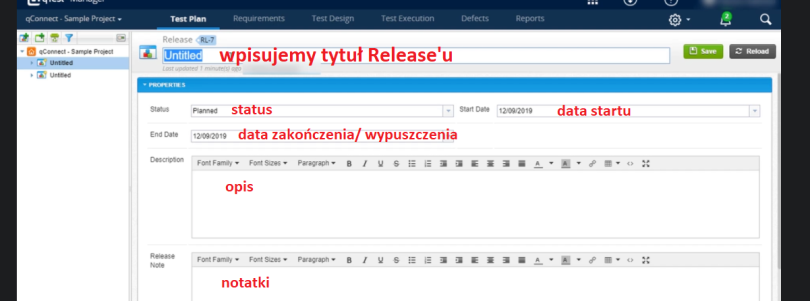 qTest Manager
qConnect - Sample Project
Test Plan Requirements Test Design Test Execution Defects Reports
2
qConnect - Sample Project
Untitled
Untitled
Release RL-7
Untitled wpisujemy tytuł Release'u
Last updated 1 minute(s) ago
Save Reload
PROPERTIES
Status Planned status Start Date 12/09/2019 data startu
End Date 12/09/2019 data zakończenia/ wypuszczenia
Description Font Family Font Sizes Paragraph B I U S A A
opis
Release Note Font Family Font Sizes Paragraph B I U S A A
notatki